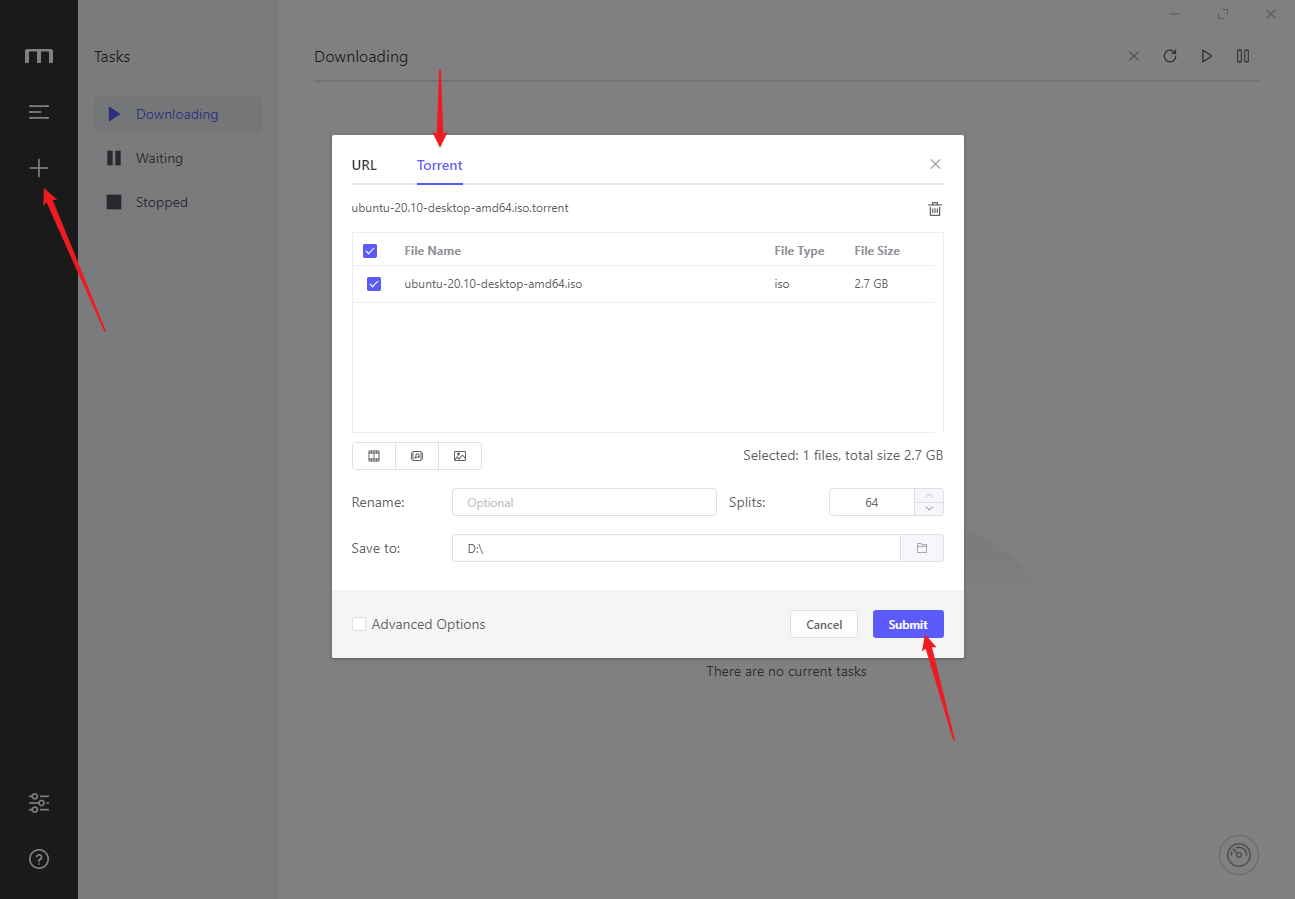 Tasks
Downloading
Waiting
Stopped
Downloading
URL Torrent
ubuntu-20.10-desktop-amd64.iso.torrent
File Name File Type File Size
ubuntu-20.10-desktop-amd64.iso iso 2.7 GB
Selected: 1 files, total size 2.7 GB
Rename: Optional Splits: 64
Save to: D:\
Advanced Options Cancel Submit
There are no current tasks